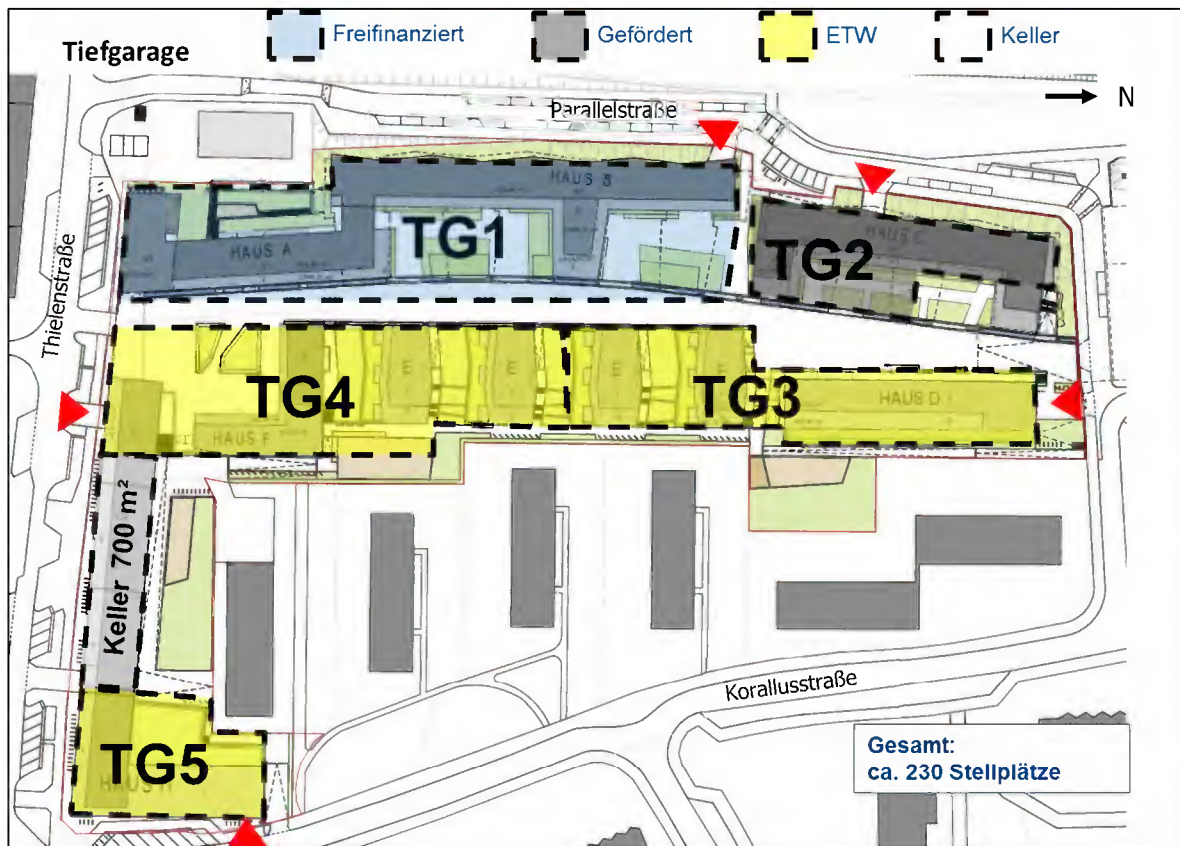 Tiefgarage
Freifinanziert
Gefördert
ETW
Keller
N
Parallelstraße
Thielenstraße
HAUS B
HAUS A
TG1
HAUS C
TG2
TG4
E
E
E
E
TG3
HAUS D
HAUS F
Keller 700 m²
Korallusstraße
TG5
HAUS H
Gesamt:
ca. 230 Stellplätze